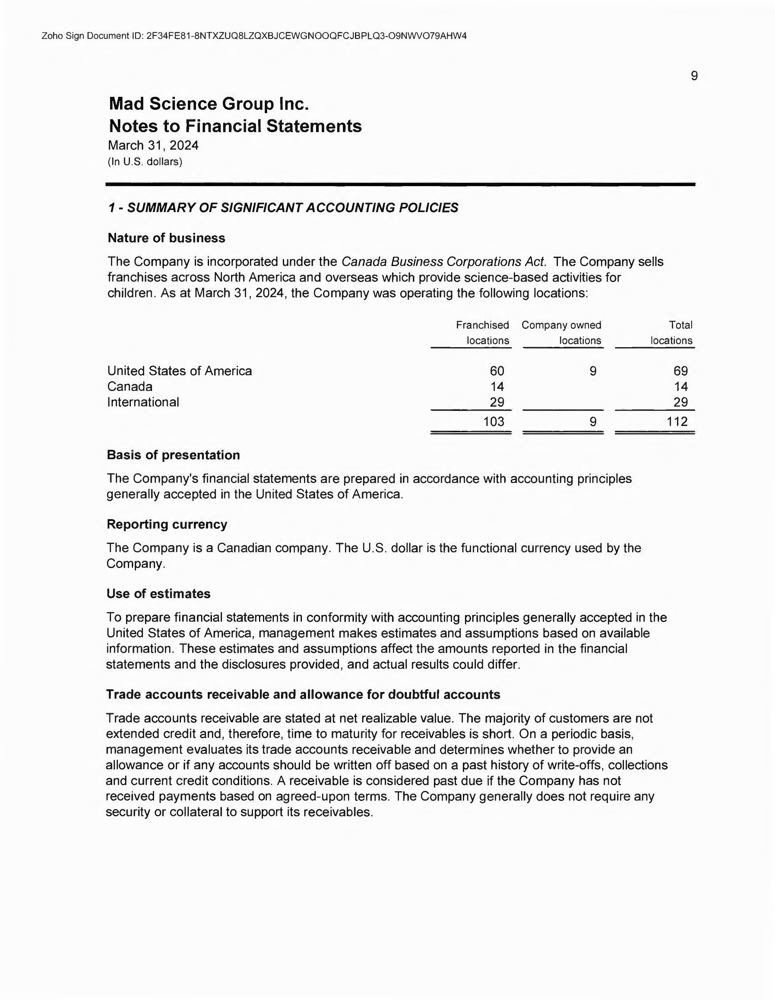 Zoho Sign Document ID: 2F34FE81-8NTXZUQ8LZQXBJCEWGNOOQFCJBPLQ3-O9NWVO79AHW4
9
Mad Science Group Inc.
Notes to Financial Statements
March 31, 2024
(In U.S. dollars)
1 - SUMMARY OF SIGNIFICANT ACCOUNTING POLICIES
Nature of business
The Company is incorporated under the Canada Business Corporations Act. The Company sells
franchises across North America and overseas which provide science-based activities for
children. As at March 31, 2024, the Company was operating the following locations:
Franchised Company owned Total
locations locations locations
United States of America 60 9 69
Canada 14 14
International 29 29
103 9 112
Basis of presentation
The Company's financial statements are prepared in accordance with accounting principles
generally accepted in the United States of America.
Reporting currency
The Company is a Canadian company. The U.S. dollar is the functional currency used by the
Company.
Use of estimates
To prepare financial statements in conformity with accounting principles generally accepted in the
United States of America, management makes estimates and assumptions based on available
information. These estimates and assumptions affect the amounts reported in the financial
statements and the disclosures provided, and actual results could differ.
Trade accounts receivable and allowance for doubtful accounts
Trade accounts receivable are stated at net realizable value. The majority of customers are not
extended credit and, therefore, time to maturity for receivables is short. On a periodic basis,
management evaluates its trade accounts receivable and determines whether to provide an
allowance or if any accounts should be written off based on a past history of write-offs, collections
and current credit conditions. A receivable is considered past due if the Company has not
received payments based on agreed-upon terms. The Company generally does not require any
security or collateral to support its receivables.